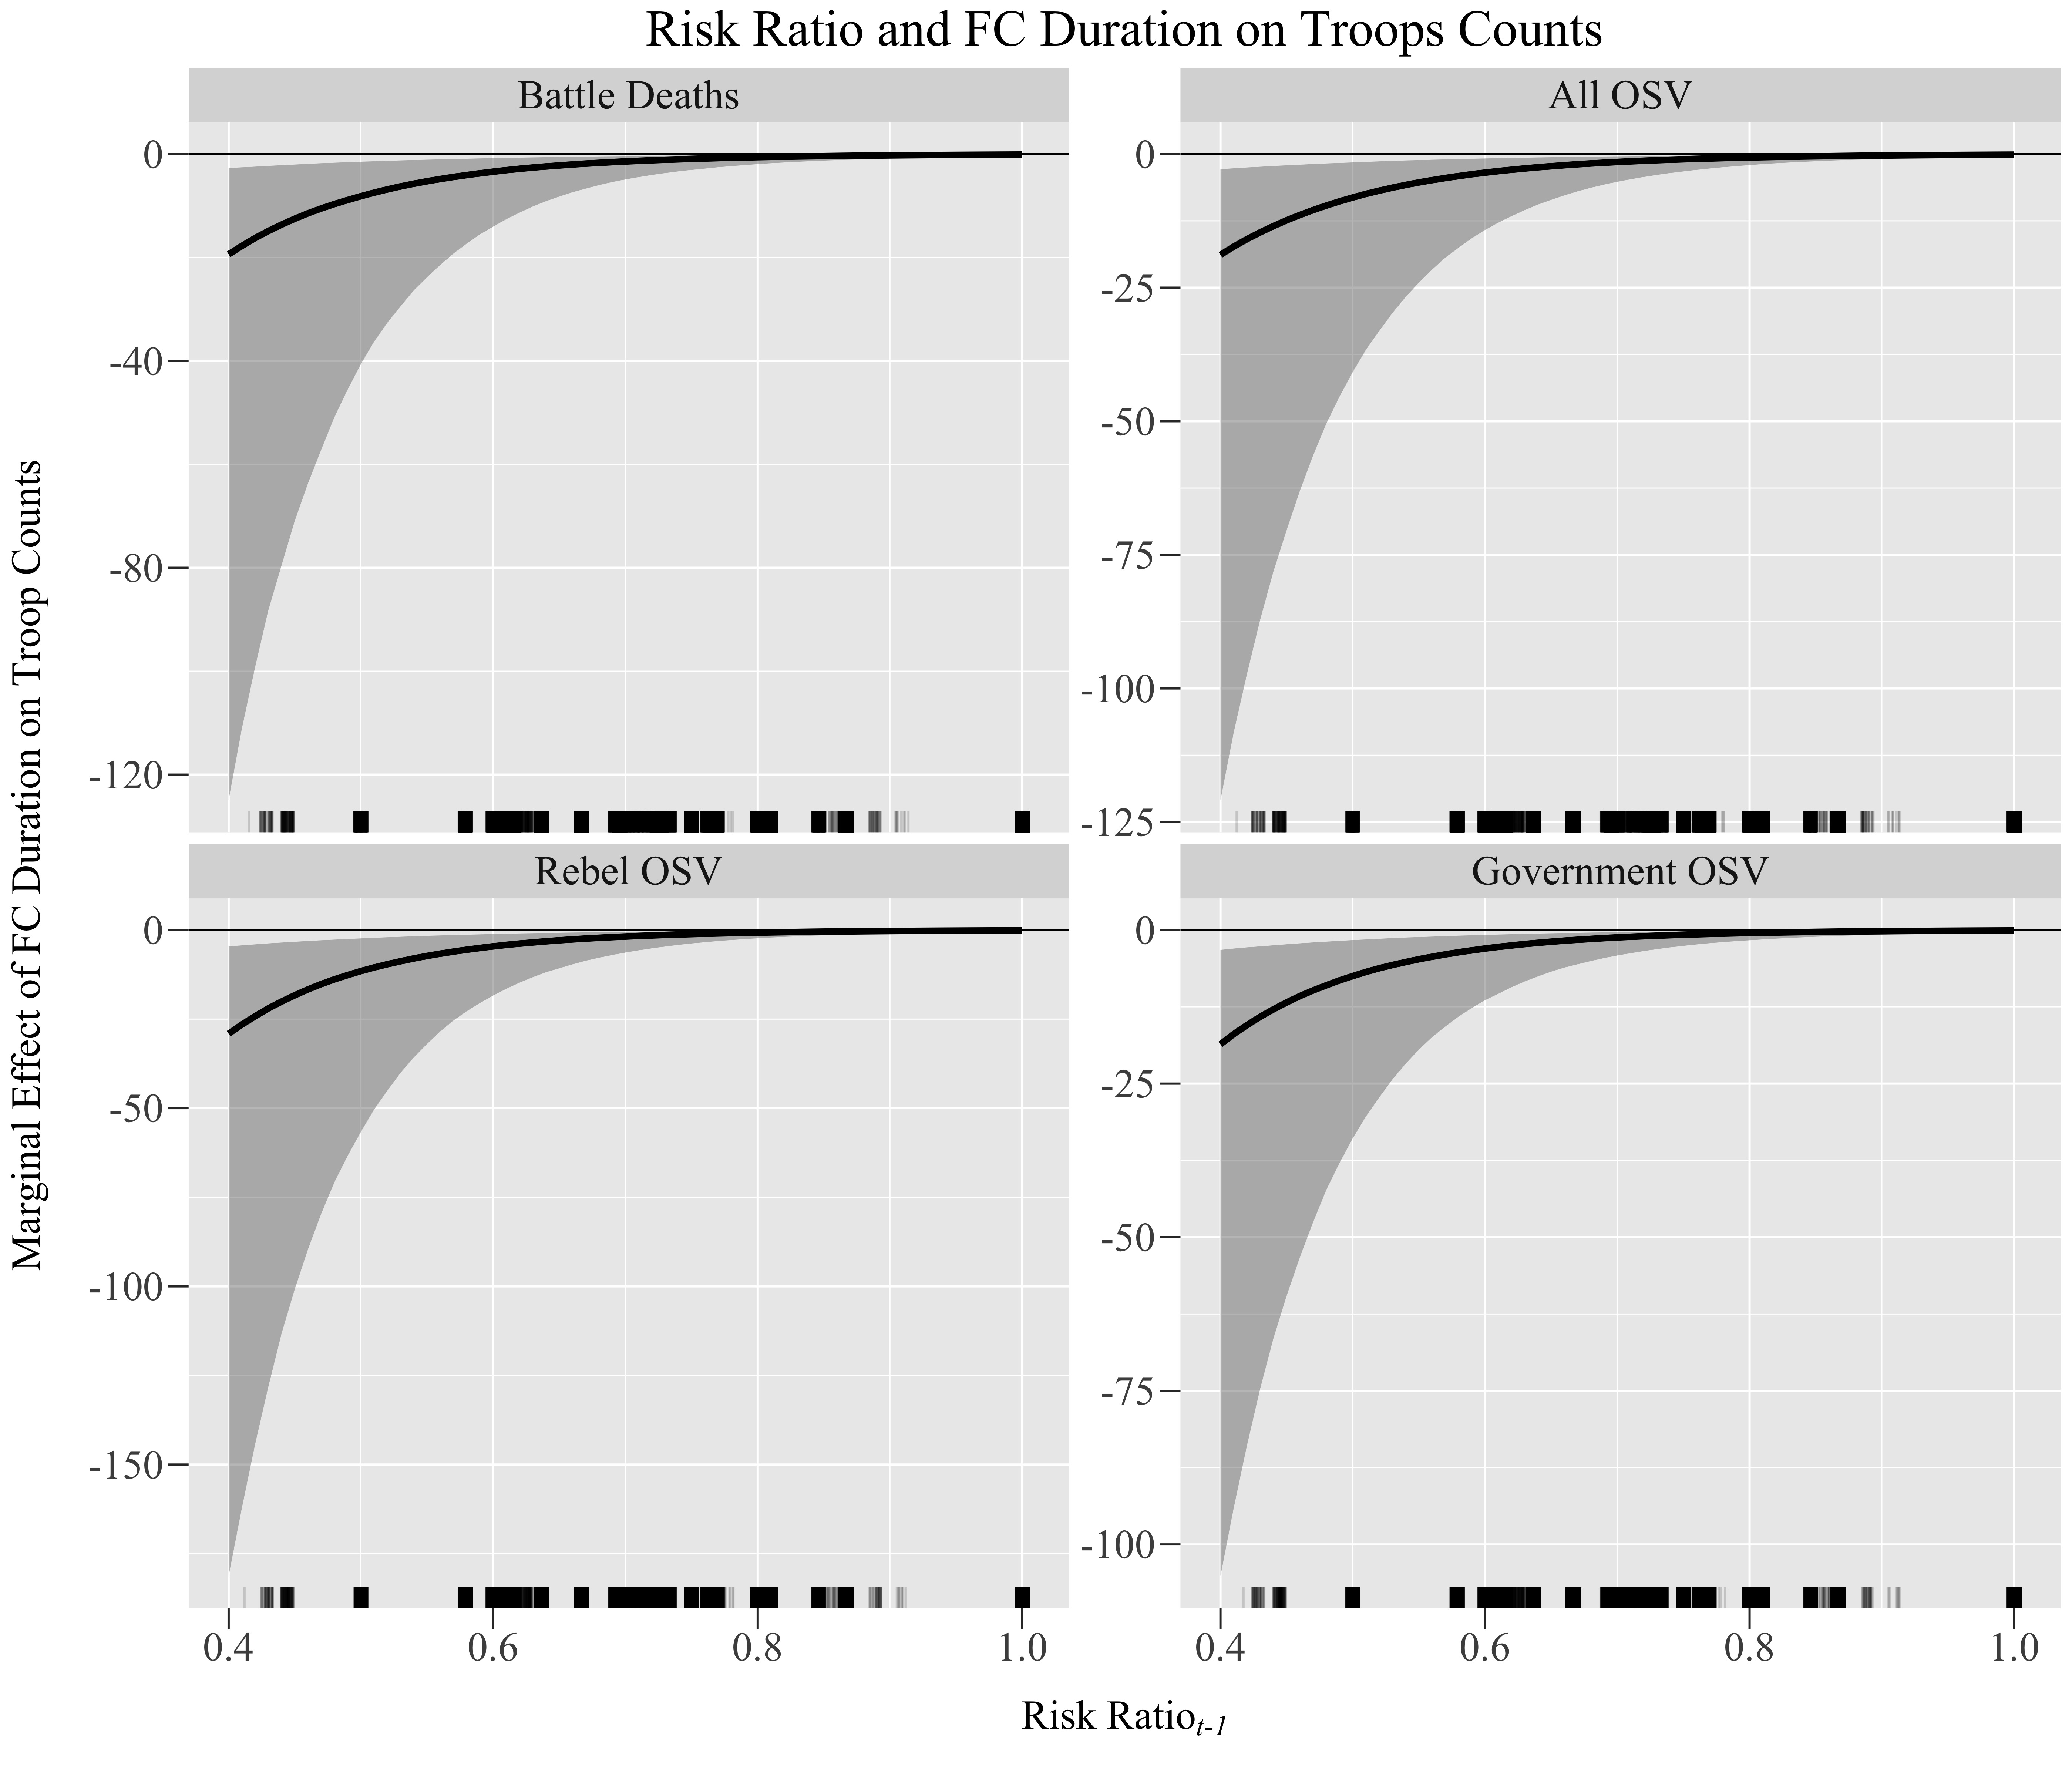 Risk Ratio and FC Duration on Troops Counts
Marginal Effect of FC Duration on Troop Counts
Battle Deaths
0
-40
-80
-120
All OSV
0
-25
-50
-75
-100
-125
Rebel OSV
0
-50
-100
-150
0.4 0.6 0.8 1.0
Government OSV
0
-25
-50
-75
-100
0.4 0.6 0.8 1.0
Risk Ratio t-1